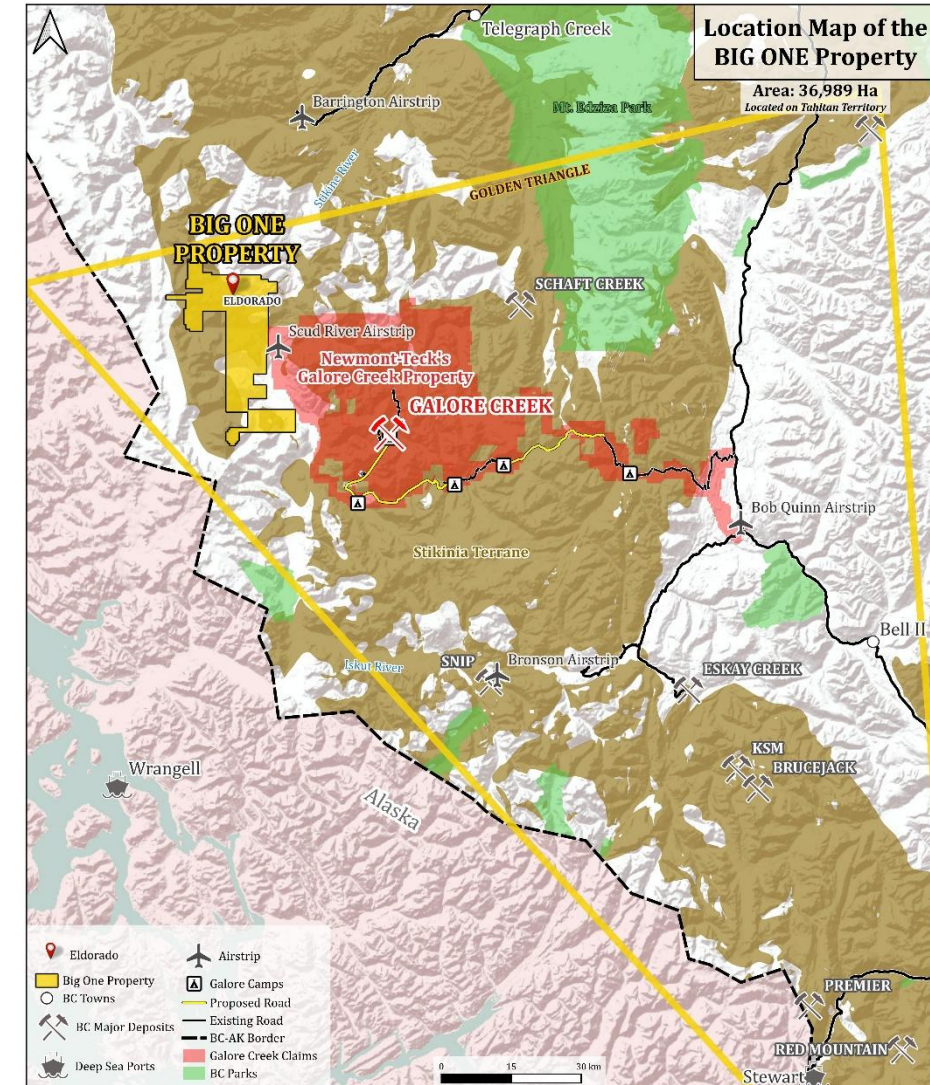 Location Map of the
BIG ONE Property
Area: 36,989 Ha
Located on Tahltan Territory
Telegraph Creek
Barrington Airstrip
Mt. Edziza Park
Stikine River
GOLDEN TRIANGLE
BIG ONE
PROPERTY
ELDORADO
SCHAFT CREEK
Scud River Airstrip
Newmont-Teck's
Galore Creek Property
GALORE CREEK
Bob Quinn Airstrip
Stikinia Terrane
Bell II
Iskut River
SNIP
Bronson Airstrip
ESKAY CREEK
KSM
BRUCEJACK
Wrangell
Alaska
PREMIER
RED MOUNTAIN
Stewart
Eldorado
Big One Property
BC Towns
BC Major Deposits
Deep Sea Ports
Airstrip
Galore Camps
Proposed Road
Existing Road
BC-AK Border
Galore Creek Claims
BC Parks
0 15 30 km